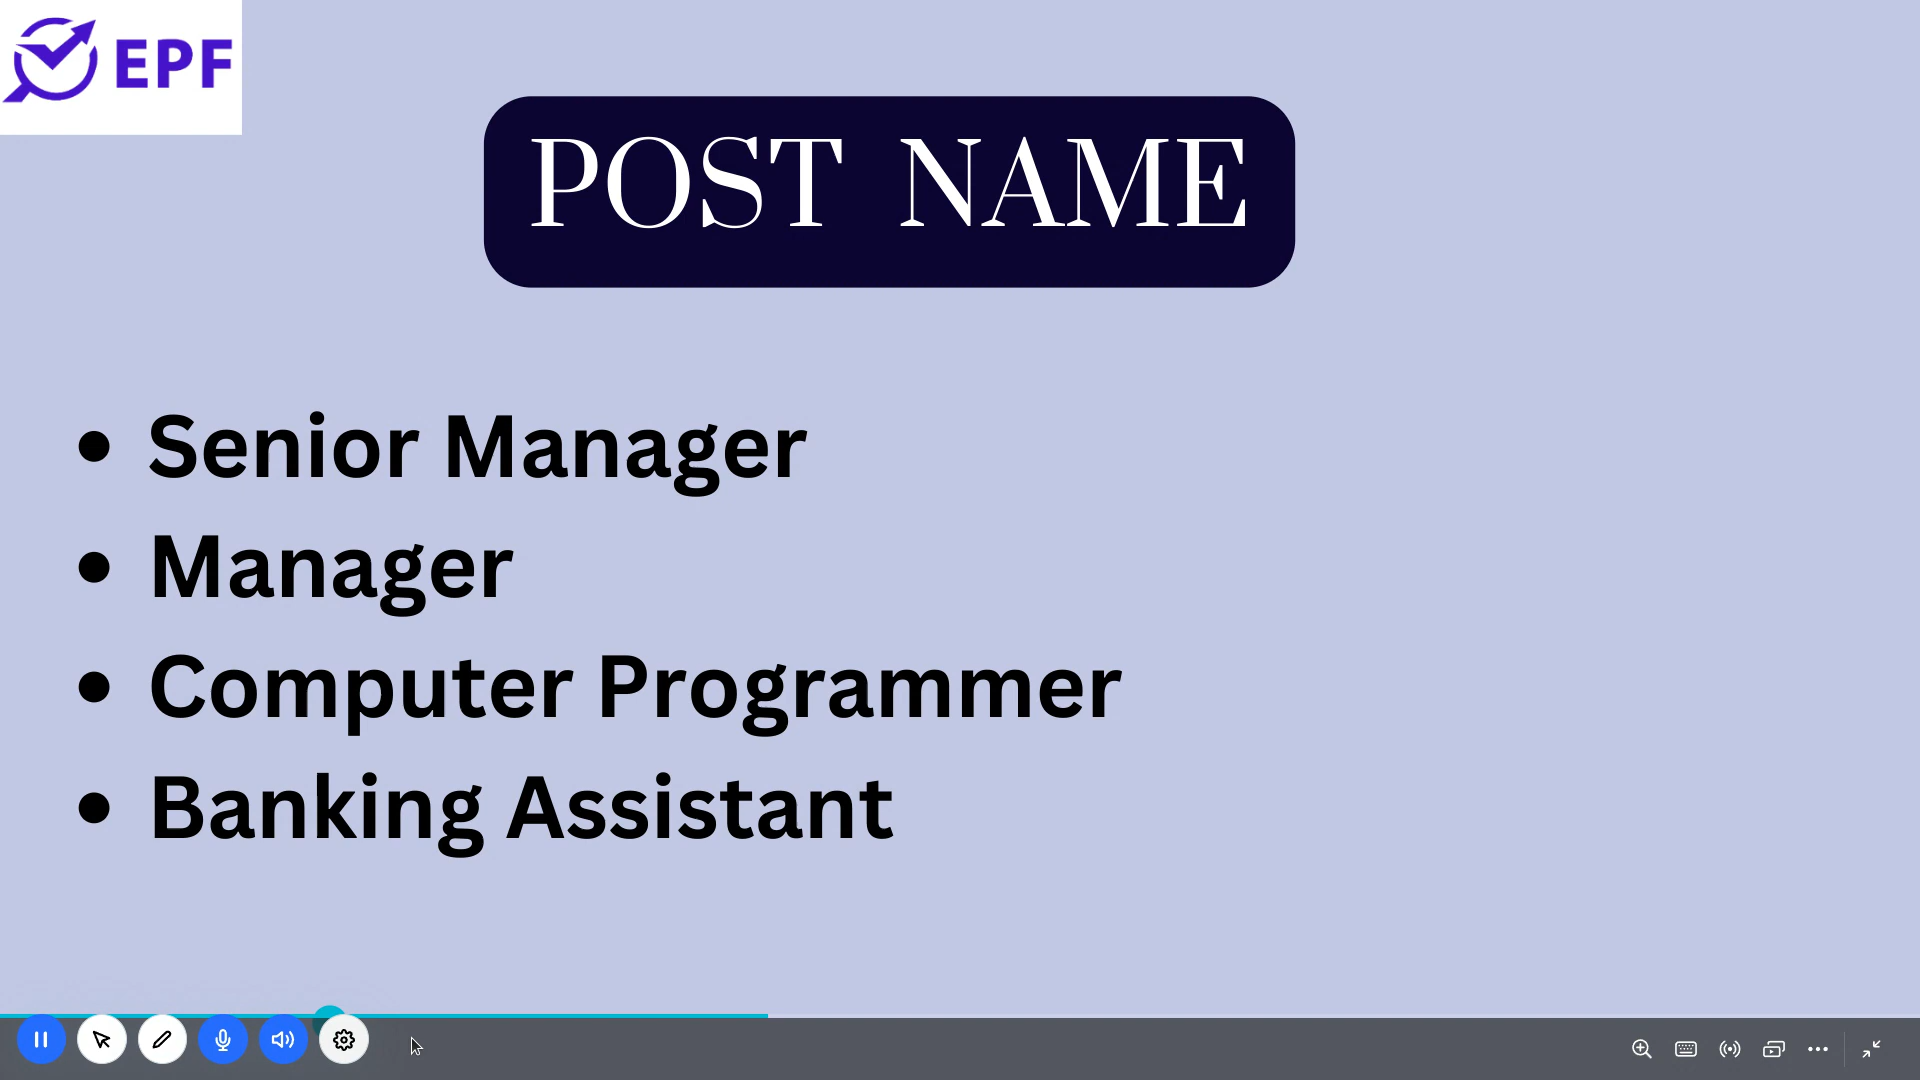 EPF
POST NAME
• Senior Manager
• Manager
• Computer Programmer
• Banking Assistant